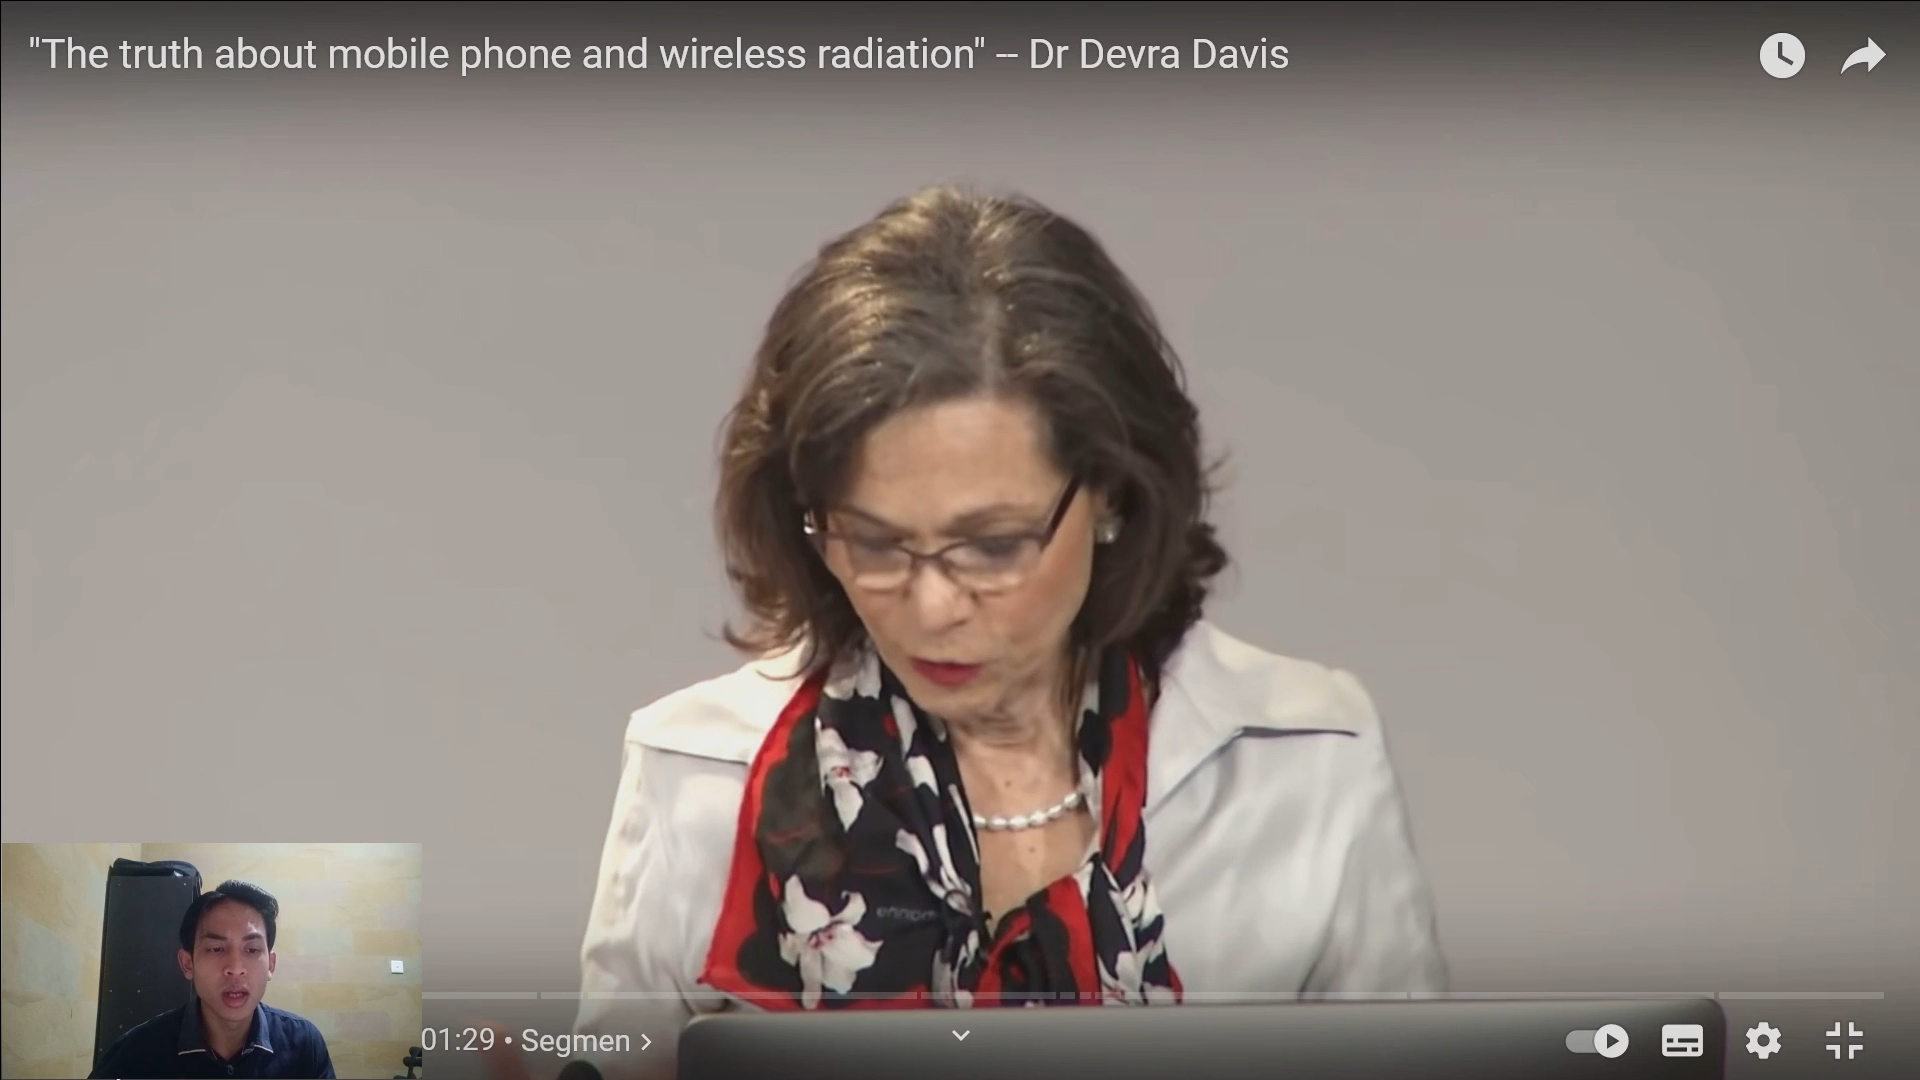 "The truth about mobile phone and wireless radiation" -- Dr Devra Davis
01:29 • Segmen >